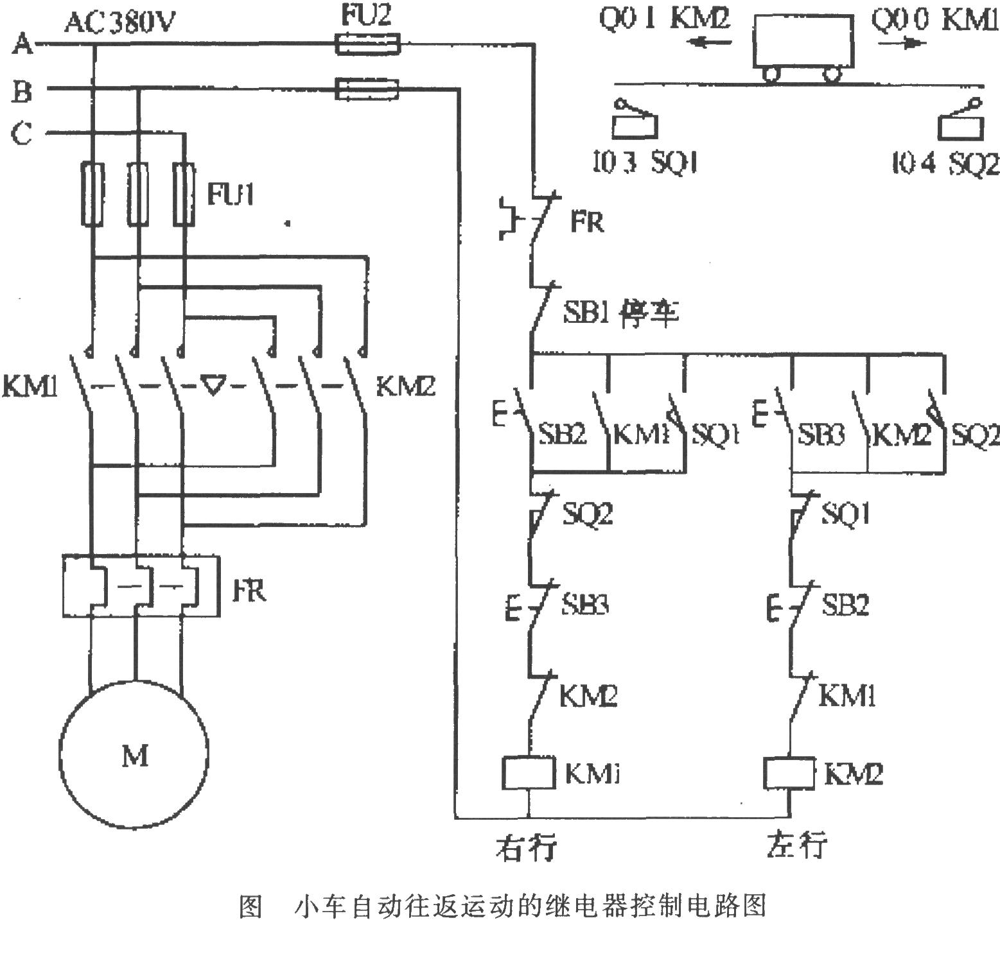 AC380V
FU2
Q0 1 KM2
Q0 0 KM1
A
B
C
I0 3 SQ1
I0 4 SQ2
FU1
FR
SB1 停车
KM1
KM2
SB2
KM1
SQ1
SB3
KM2
SQ2
SQ2
SQ1
FR
SB3
SB2
KM2
KM1
M
KM1
KM2
右行
左行
图 小车自动往返运动的继电器控制电路图